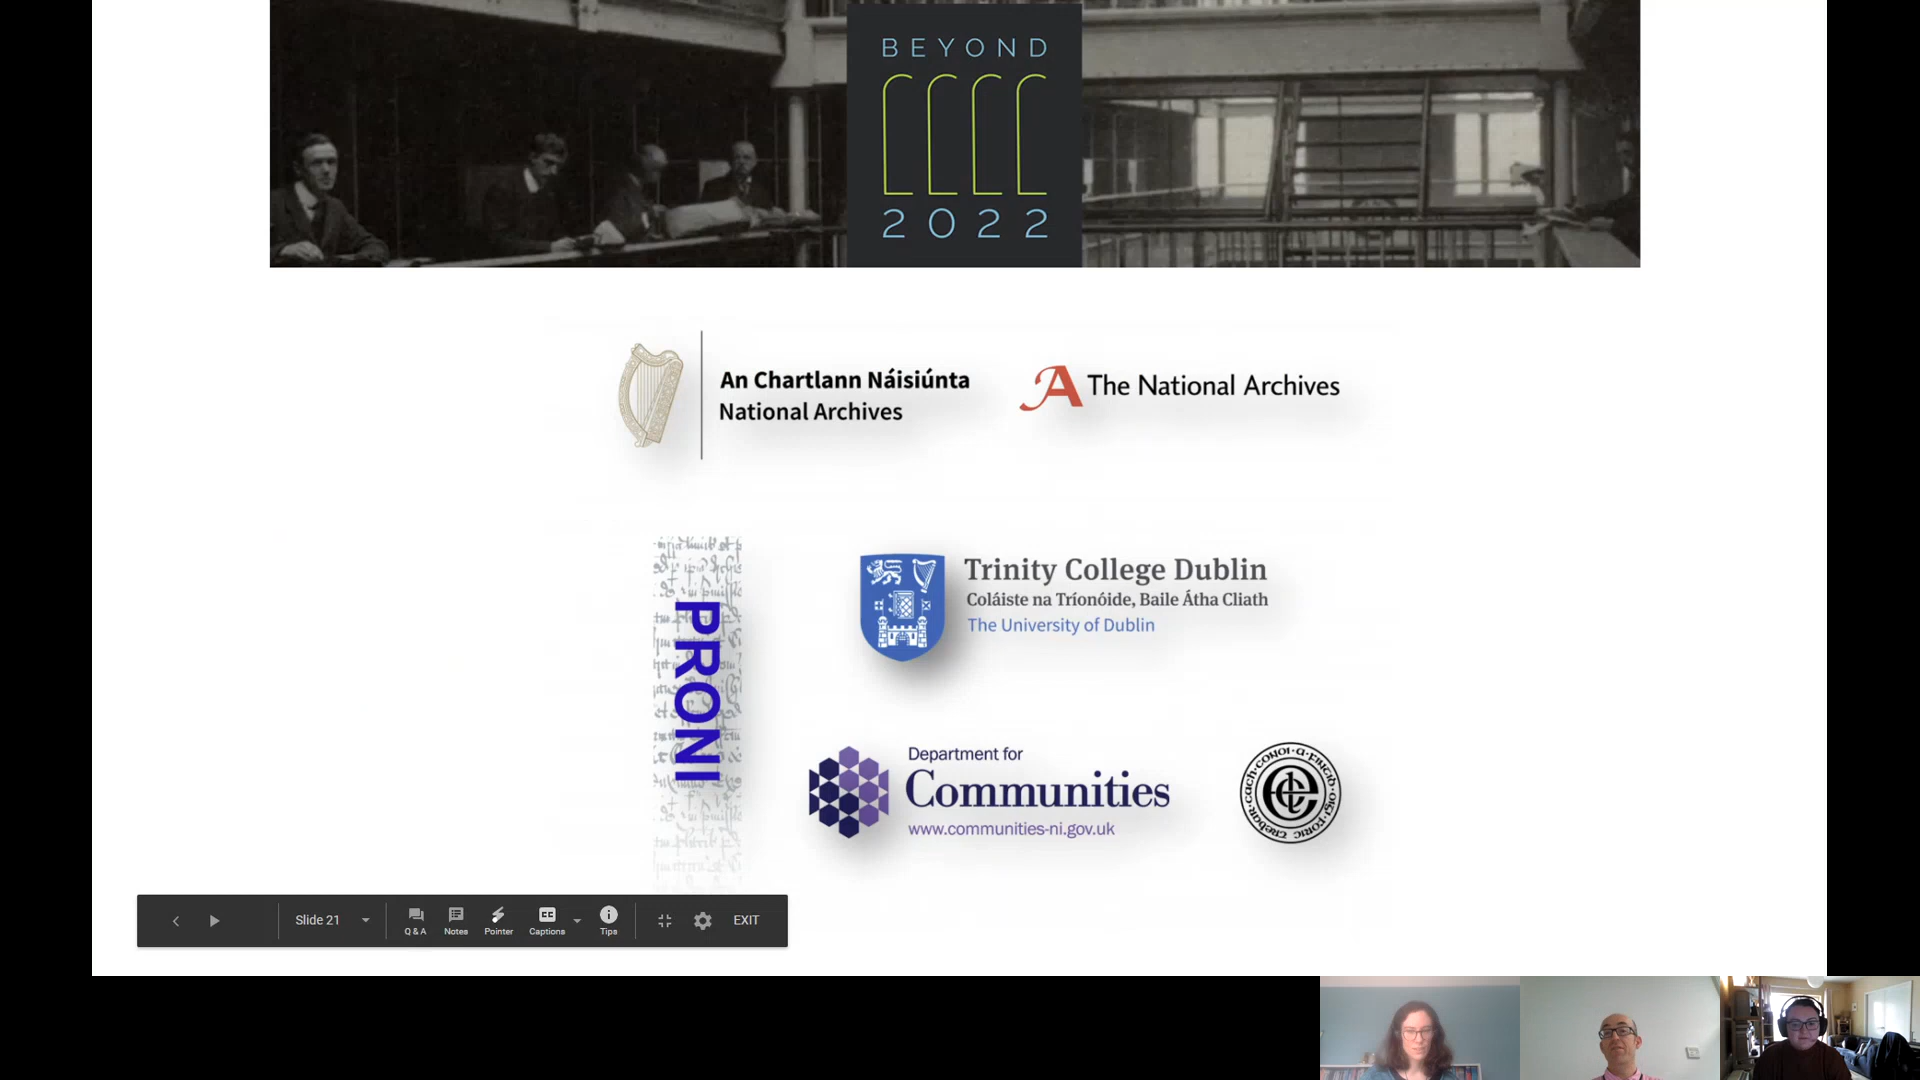 BEYOND
2022
An Chartlann Náisiúnta
National Archives
The National Archives
PRONI
Trinity College Dublin
Coláiste na Tríonóide, Baile Átha Cliath
The University of Dublin
Department for
Communities
www.communities-ni.gov.uk
Slide 21
Q & A
Notes
Pointer
Captions
Tips
EXIT